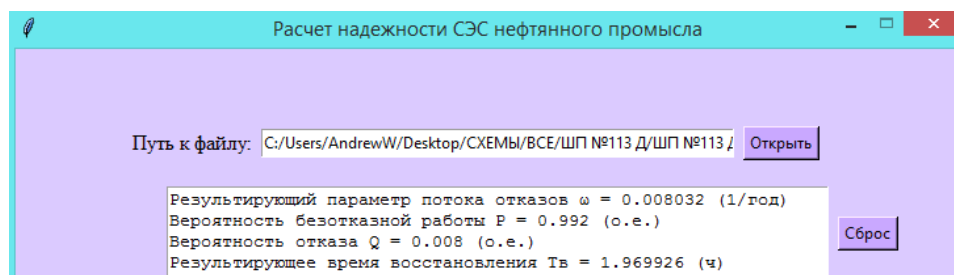 Расчет надежности СЭС нефтянного промысла
Путь к файлу: C:/Users/AndrewW/Desktop/СХЕМЫ/ВСЕ/ШП №113 Д/ШП №113 Открыть
Результирующий параметр потока отказов ω = 0.008032 (1/год)
Вероятность безотказной работы P = 0.992 (о.е.)
Вероятность отказа Q = 0.008 (о.е.)
Сброс
Результирующее время восстановления Tв = 1.969926 (ч)